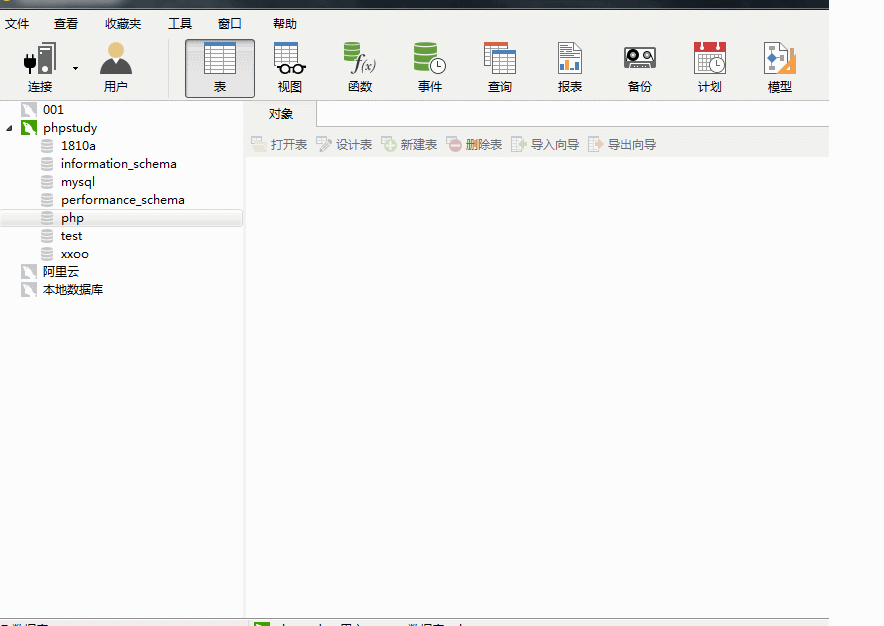 文件 查看 收藏夹 工具 窗口 帮助
f(x)
连接 用户 表 视图 函数 事件 查询 报表 备份 计划 模型
对象
打开表 设计表 新建表 删除表 导入向导 导出向导
001
phpstudy
1810a
information_schema
mysql
performance_schema
php
test
xxoo
阿里云
本地数据库